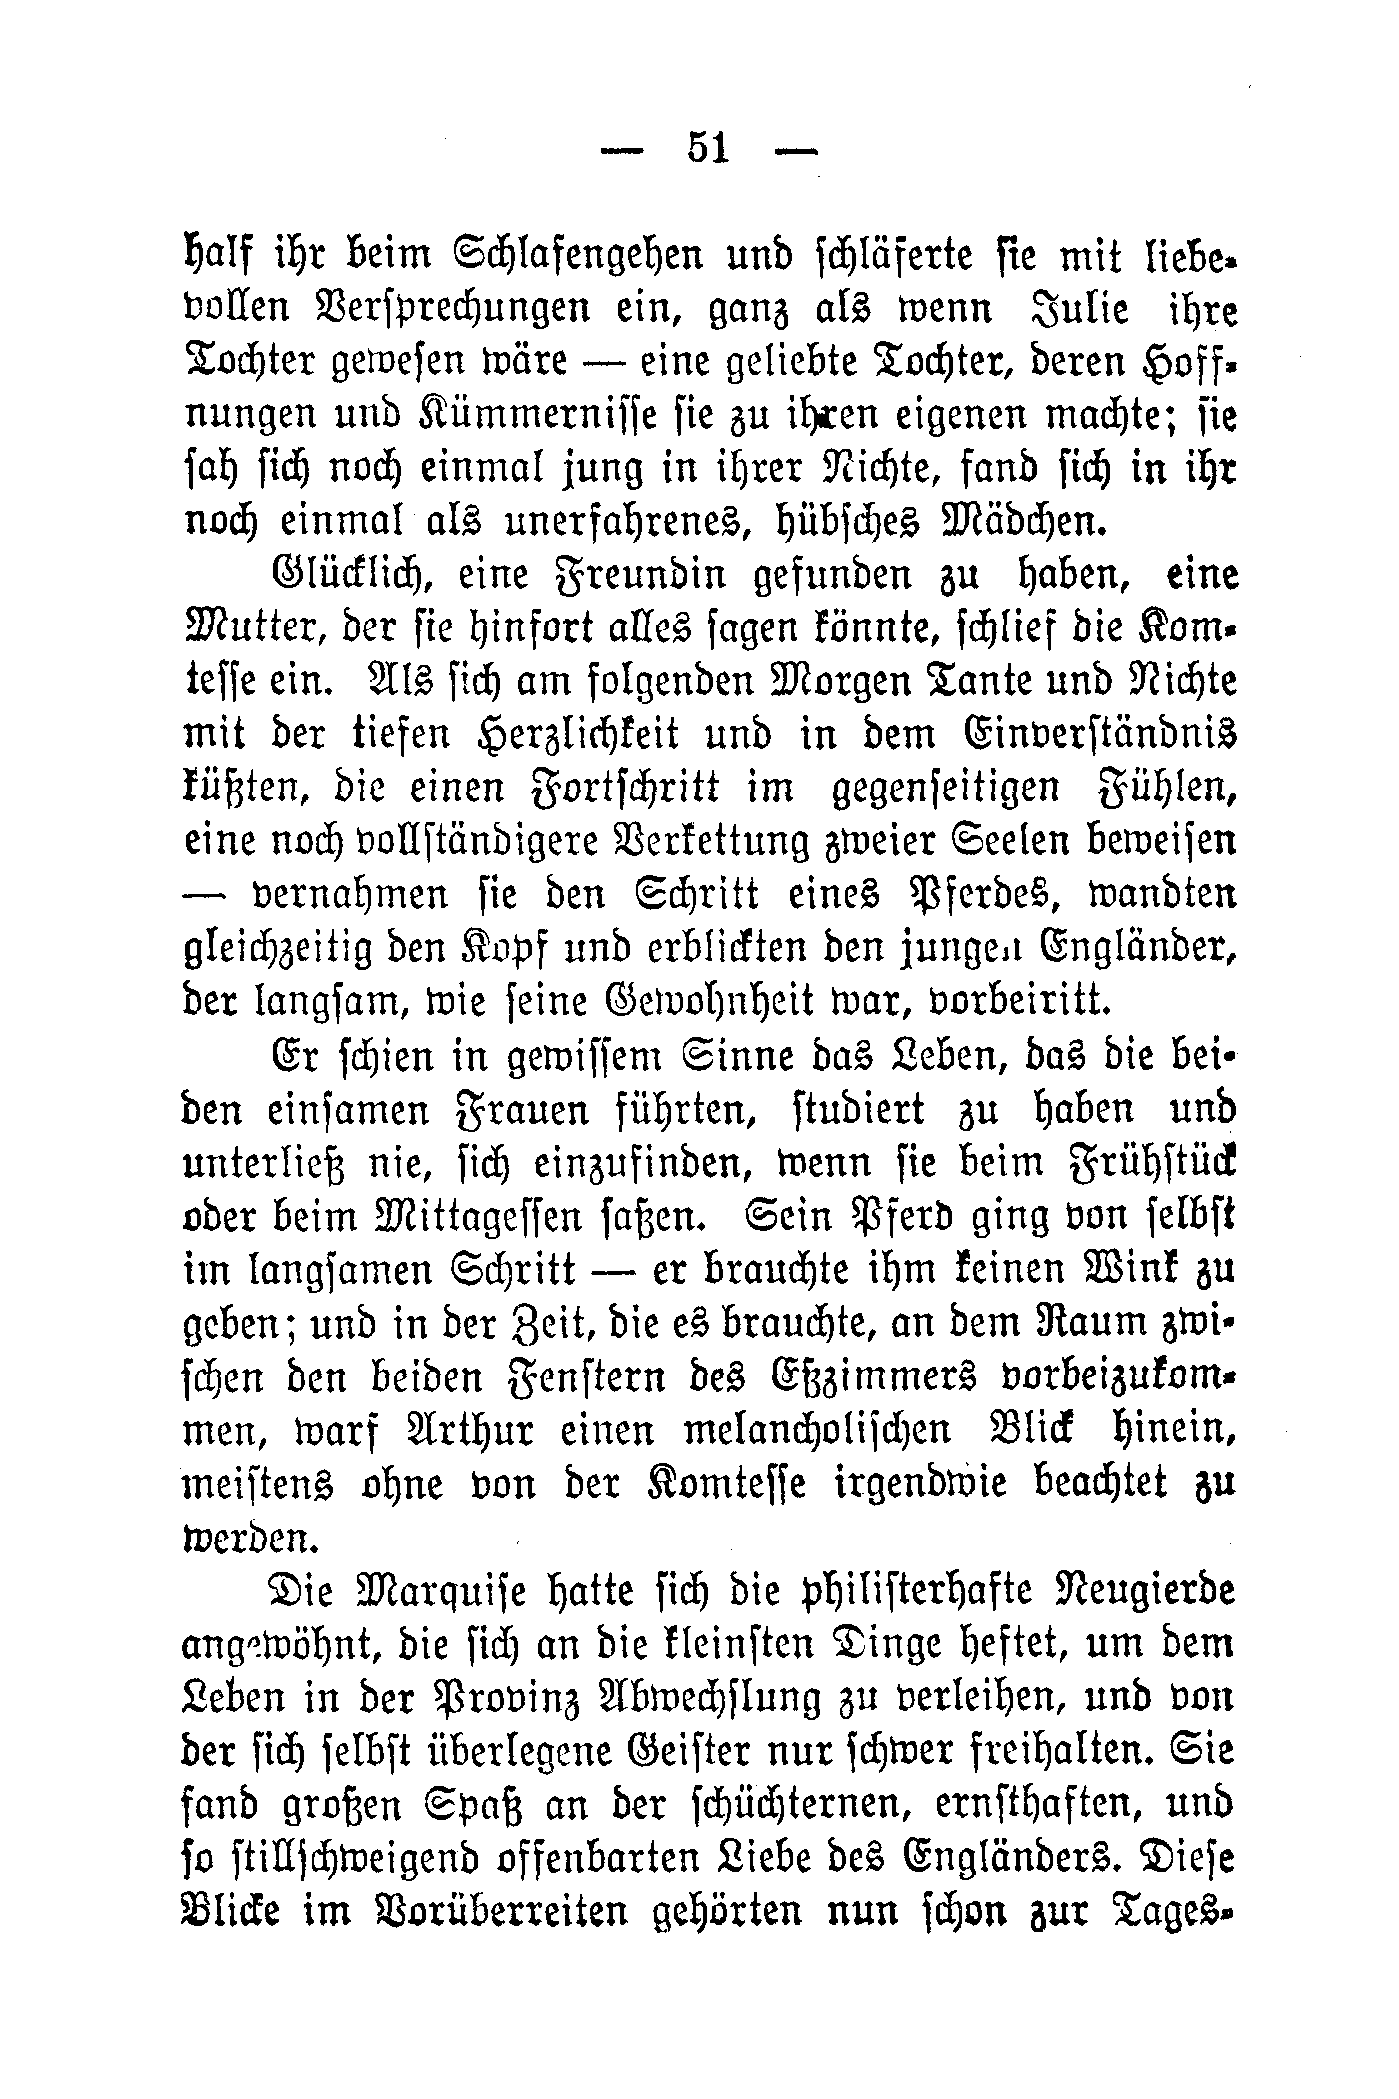 — 51 —
half ihr beim Schlafengehen und schläferte sie mit liebe-
vollen Versprechungen ein, ganz als wenn Julie ihre
Tochter gewesen wäre — eine geliebte Tochter, deren Hoff-
nungen und Kümmernisse sie zu ihren eigenen machte; sie
sah sich noch einmal jung in ihrer Nichte, fand sich in ihr
noch einmal als unerfahrenes, hübsches Mädchen.
Glücklich, eine Freundin gefunden zu haben, eine
Mutter, der sie hinfort alles sagen könnte, schlief die Kom-
tesse ein. Als sich am folgenden Morgen Tante und Nichte
mit der tiefen Herzlichkeit und in dem Einverständnis
küßten, die einen Fortschritt im gegenseitigen Fühlen,
eine noch vollständigere Verkettung zweier Seelen beweisen
— vernahmen sie den Schritt eines Pferdes, wandten
gleichzeitig den Kopf und erblickten den jungen Engländer,
der langsam, wie seine Gewohnheit war, vorbeiritt.
Er schien in gewissem Sinne das Leben, das die bei-
den einsamen Frauen führten, studiert zu haben und
unterließ nie, sich einzufinden, wenn sie beim Frühstück
oder beim Mittagessen saßen. Sein Pferd ging von selbst
im langsamen Schritt — er brauchte ihm keinen Wink zu
geben; und in der Zeit, die es brauchte, an dem Raum zwi-
schen den beiden Fenstern des Eßzimmers vorbeizukom-
men, warf Arthur einen melancholischen Blick hinein,
meistens ohne von der Komtesse irgendwie beachtet zu
werden.
Die Marquise hatte sich die philisterhafte Neugierde
angewöhnt, die sich an die kleinsten Dinge heftet, um dem
Leben in der Provinz Abwechslung zu verleihen, und von
der sich selbst überlegene Geister nur schwer freihalten. Sie
fand großen Spaß an der schüchternen, ernsthaften, und
so stillschweigend offenbarten Liebe des Engländers. Diese
Blicke im Vorüberreiten gehörten nun schon zur Tages-